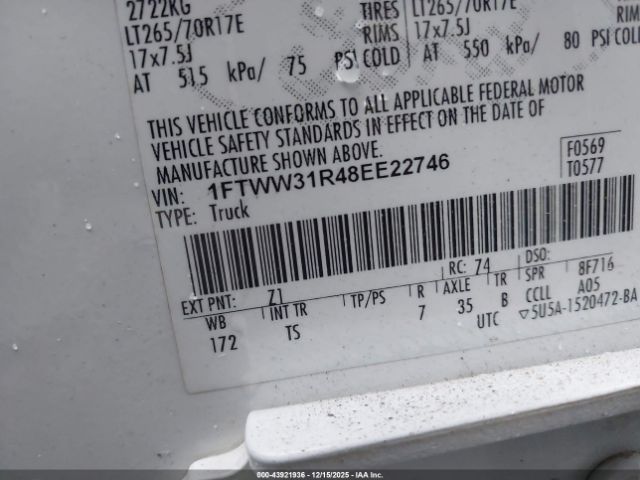 2722KG
LT265/70R17E
17x7.5J
AT 515 kPa/ 75 PSI COLD
TIRES LT265/70R17E
RIMS 17x7.5J
AT 550 kPa/ 80 PSI COLD
RIM
THIS VEHICLE CONFORMS TO ALL APPLICABLE FEDERAL MOTOR
VEHICLE SAFETY STANDARDS IN EFFECT ON THE DATE OF
MANUFACTURE SHOWN ABOVE.
VIN: 1FTWW31R48EE22746
TYPE: Truck
F0569
T0577
EXT PNT: Z1 RC: 74 DSO:
WB INT TR TP/PS R AXLE TR SPR 8F716
172 TS 7 35 B CCLL A05
UTC ▽5U5A-1520472-BA
800-43921936 - 12/15/2025 - IAA, Inc.